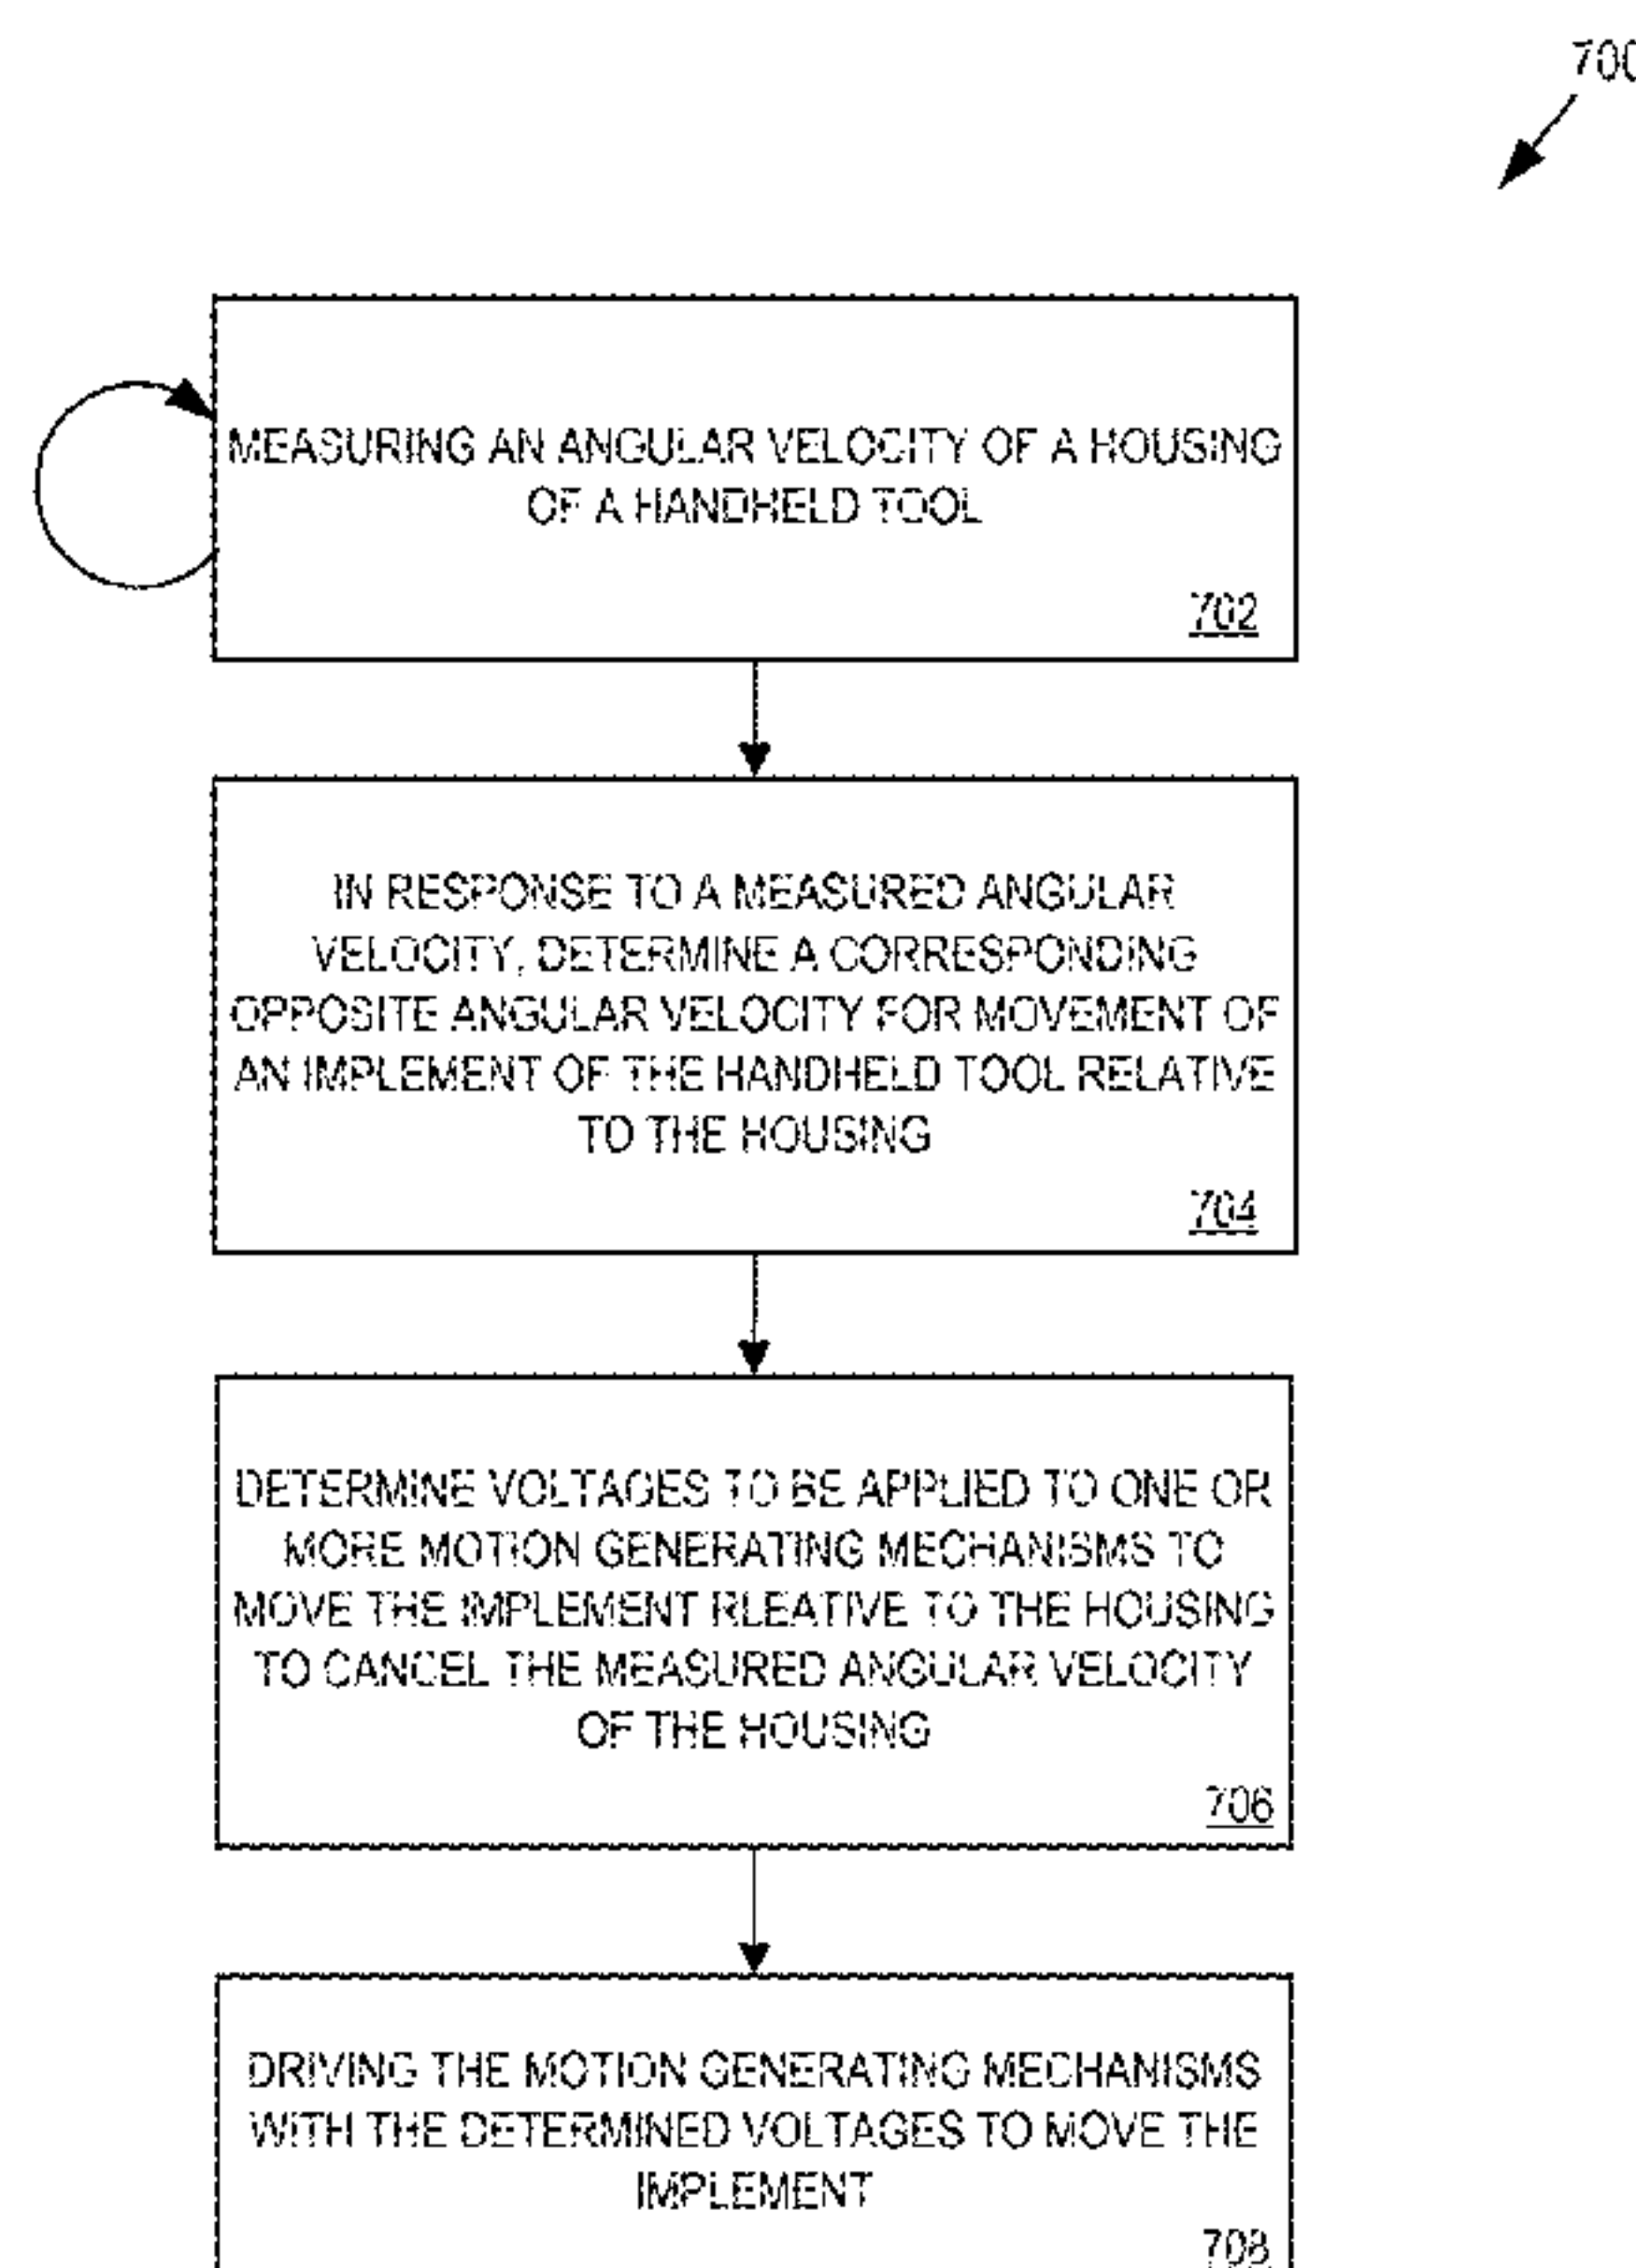 700
MEASURING AN ANGULAR VELOCITY OF A HOUSING
OF A HANDHELD TOOL
702
IN RESPONSE TO A MEASURED ANGULAR
VELOCITY, DETERMINE A CORRESPONDING
OPPOSITE ANGULAR VELOCITY FOR MOVEMENT OF
AN IMPLEMENT OF THE HANDHELD TOOL RELATIVE
TO THE HOUSING
704
DETERMINE VOLTAGES TO BE APPLIED TO ONE OR
MORE MOTION GENERATING MECHANISMS TO
MOVE THE IMPLEMENT RLEATIVE TO THE HOUSING
TO CANCEL THE MEASURED ANGULAR VELOCITY
OF THE HOUSING
706
DRIVING THE MOTION GENERATING MECHANISMS
WITH THE DETERMINED VOLTAGES TO MOVE THE
IMPLEMENT
708